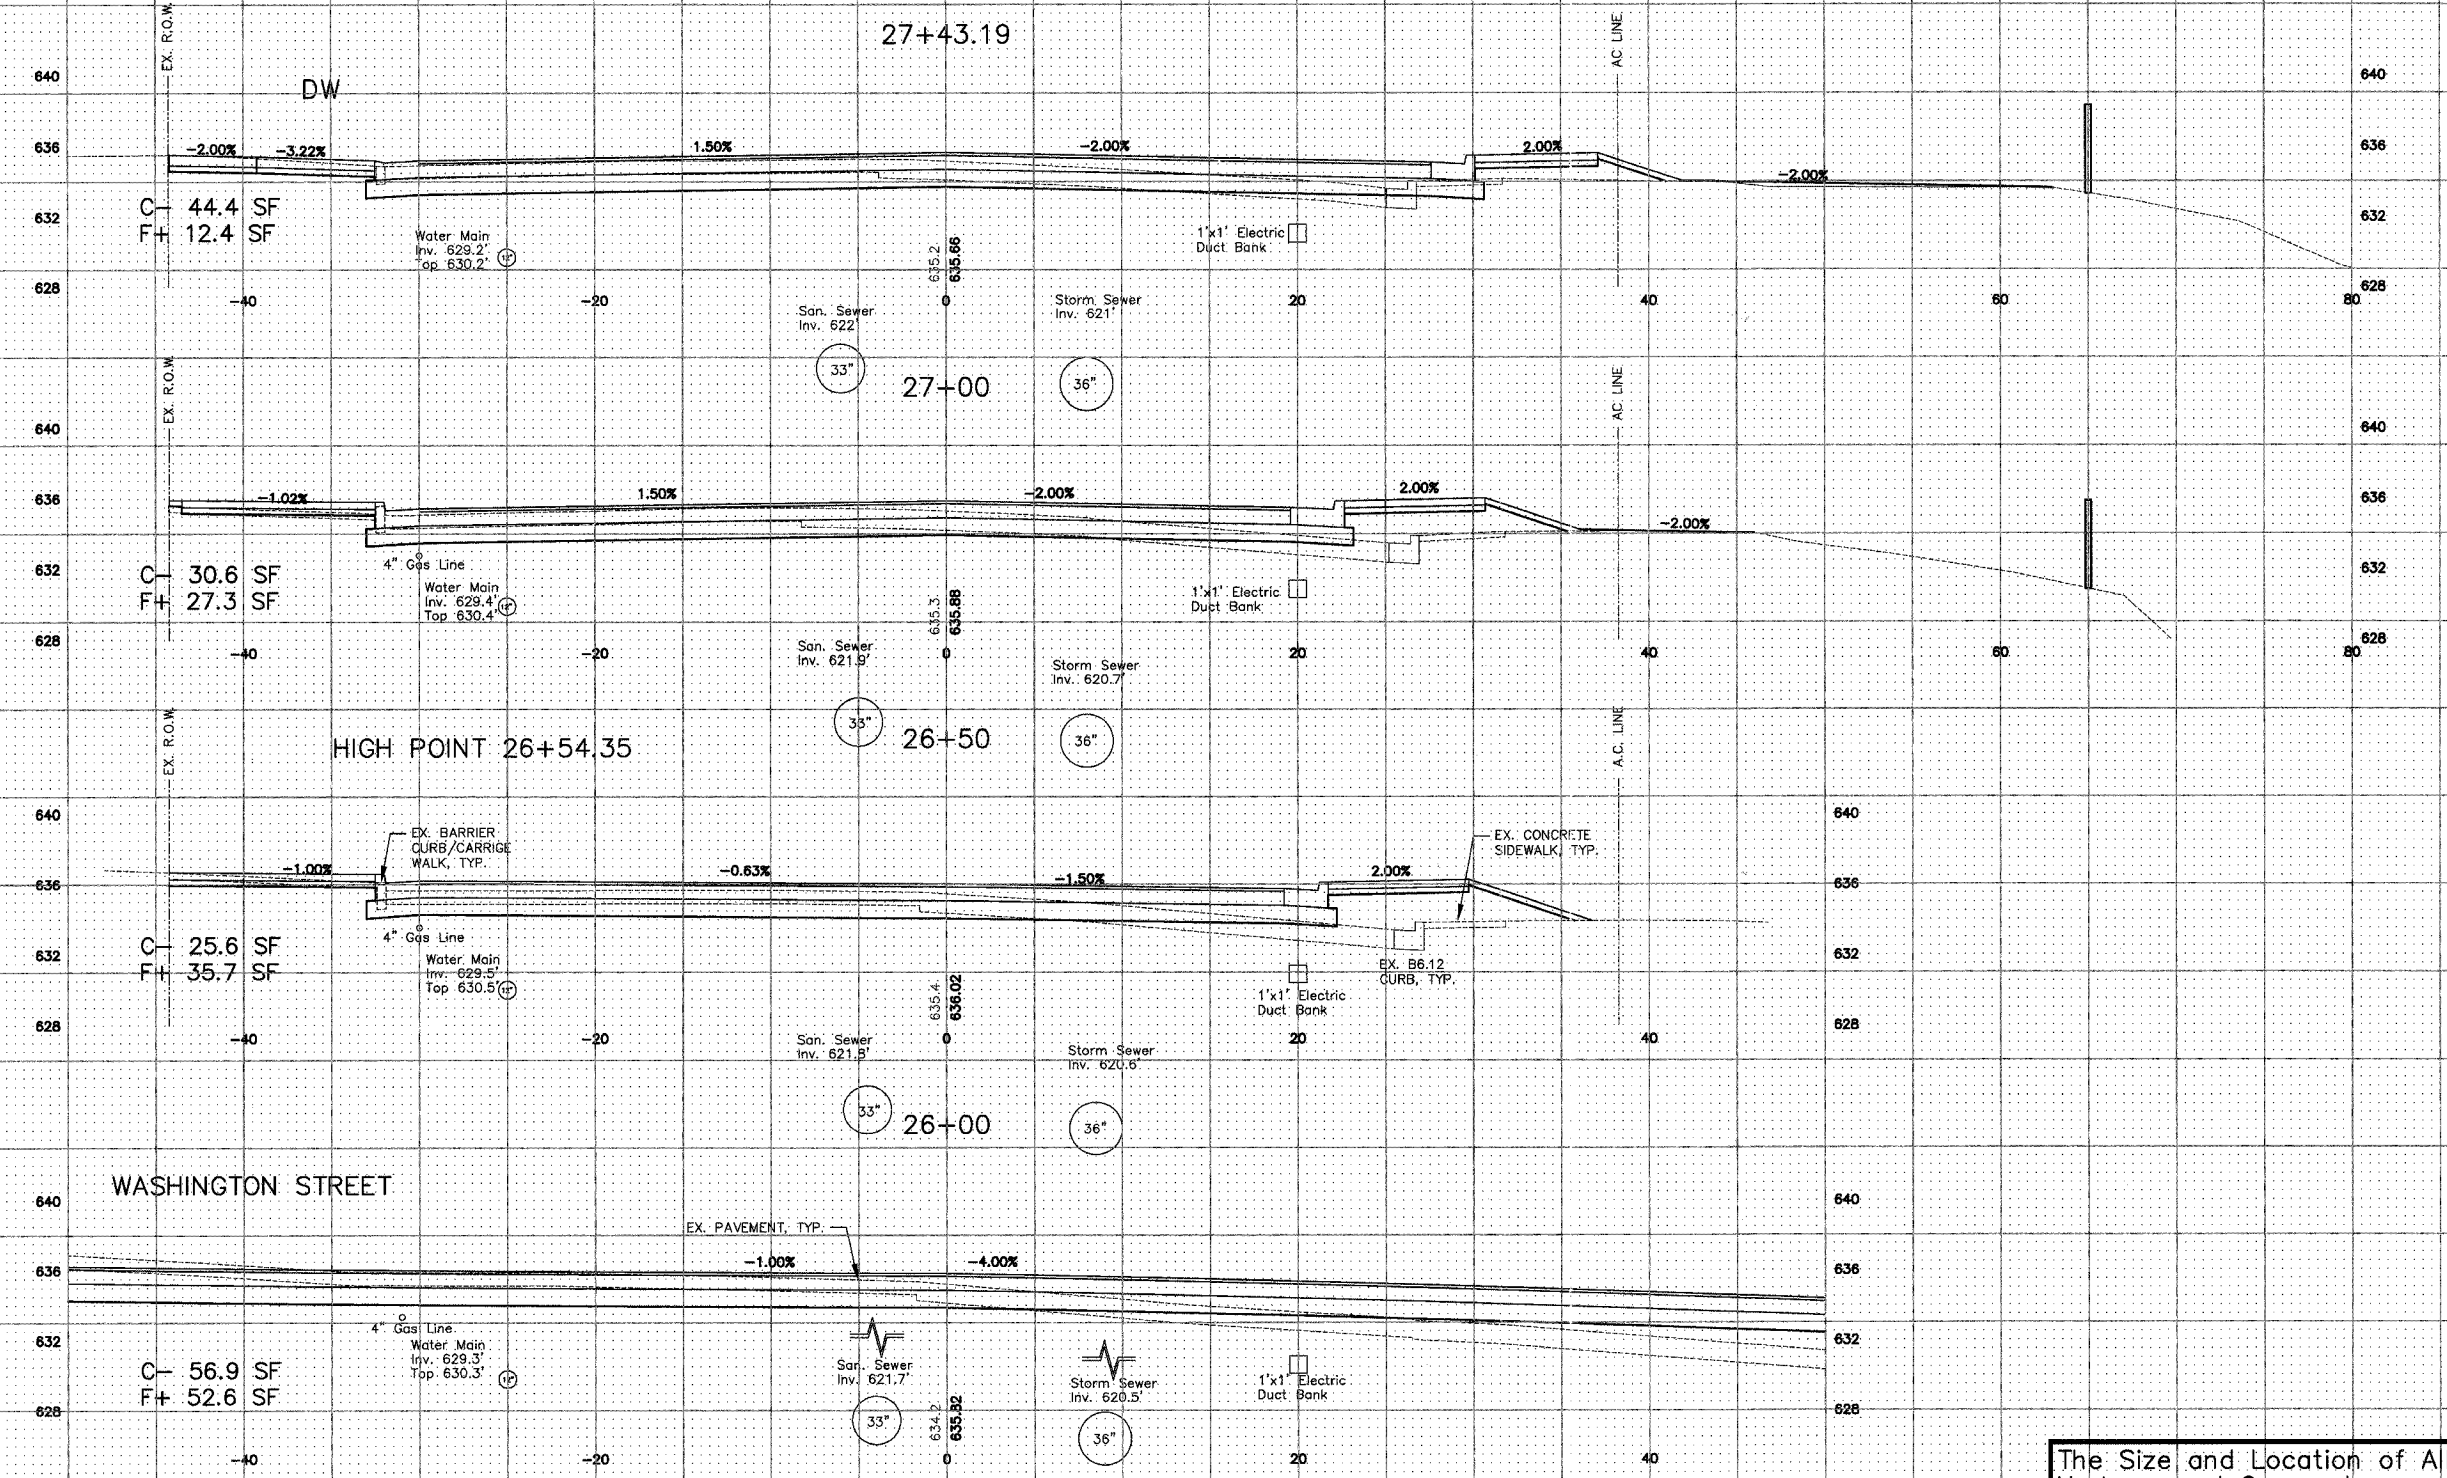 27+43.19
EX. R.O.W.
AC LINE
640
640
DW
636
-2.00%
-3.22%
1.50%
-2.00%
2.00%
-2.00%
636
C- 44.4 SF
F+ 12.4 SF
632
632
Water Main
Inv. 629.2'
Top 630.2'
12"
635.2
635.66
1'x1' Electric
Duct Bank
628
628
-40
-20
0
20
40
60
80
San. Sewer
Inv. 622'
Storm Sewer
Inv. 621'
33"
27+00
36"
EX. R.O.W.
AC LINE
640
640
636
-1.02%
1.50%
-2.00%
2.00%
-2.00%
636
632
632
C- 30.6 SF
F+ 27.3 SF
4" Gas Line
Water Main
Inv. 629.4'
Top 630.4'
12"
635.3
635.88
1'x1' Electric
Duct Bank
628
628
-40
-20
0
20
40
60
80
San. Sewer
Inv. 621.9'
Storm Sewer
Inv. 620.7'
33"
26+50
36"
HIGH POINT 26+54.35
EX. R.O.W.
A.C. LINE
640
640
EX. BARRIER
CURB/CARRIGE
WALK, TYP.
EX. CONCRETE
SIDEWALK, TYP.
636
-1.00%
-0.63%
-1.50%
2.00%
636
C- 25.6 SF
F+ 35.7 SF
632
632
4" Gas Line
Water Main
Inv. 629.5'
Top 630.5'
12"
635.4
636.02
EX. B6.12
CURB, TYP.
1'x1' Electric
Duct Bank
628
628
-40
-20
0
20
40
San. Sewer
Inv. 621.8'
Storm Sewer
Inv. 620.6'
33"
26+00
36"
WASHINGTON STREET
640
640
EX. PAVEMENT, TYP.
636
-1.00%
-4.00%
636
632
632
4" Gas Line
Water Main
Inv. 629.3'
Top 630.3'
12"
C- 56.9 SF
F+ 52.6 SF
San. Sewer
Inv. 621.7'
Storm Sewer
Inv. 620.5'
1'x1' Electric
Duct Bank
33"
634.2
635.82
36"
628
628
-40
-20
0
20
40
The Size and Location of